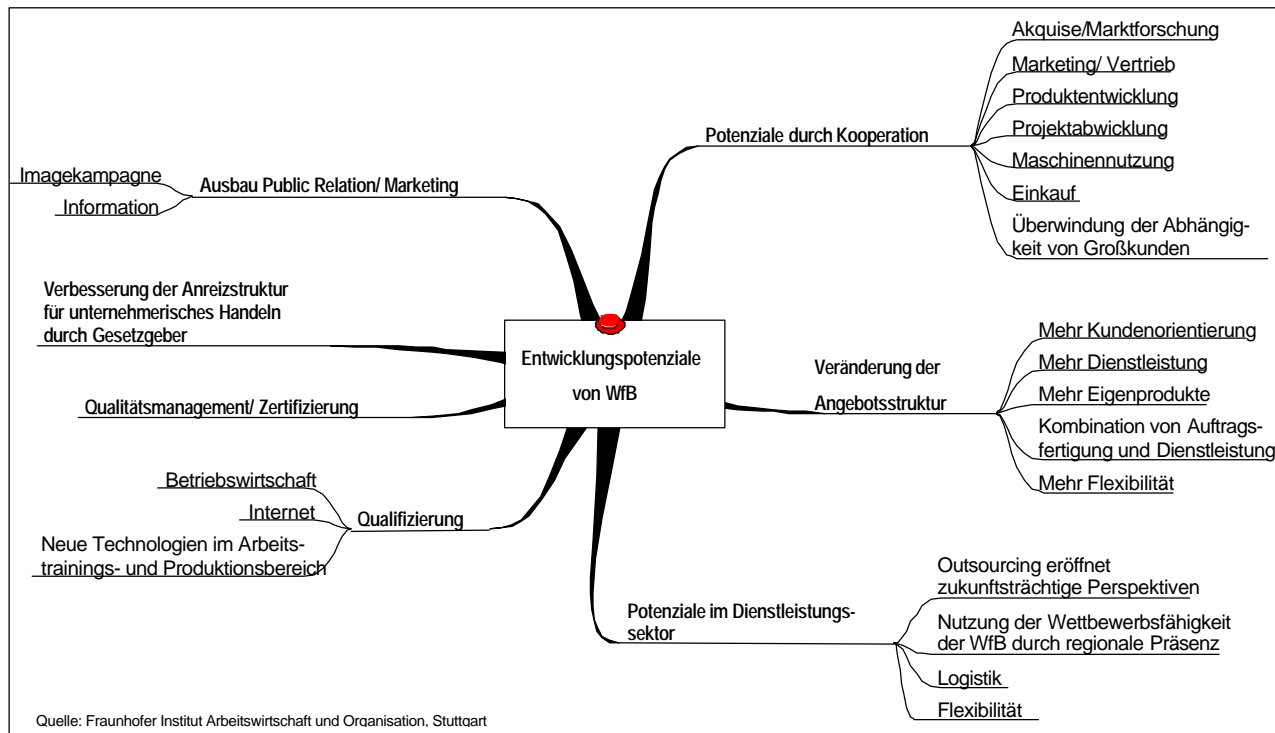 Entwicklungspotenziale
von WfB
Potenziale durch Kooperation
Akquise/Marktforschung
Marketing/ Vertrieb
Produktentwicklung
Projektabwicklung
Maschinennutzung
Einkauf
Überwindung der Abhängig-
keit von Großkunden
Veränderung der
Angebotsstruktur
Mehr Kundenorientierung
Mehr Dienstleistung
Mehr Eigenprodukte
Kombination von Auftrags-
fertigung und Dienstleistung
Mehr Flexibilität
Potenziale im Dienstleistungs-
sektor
Outsourcing eröffnet
zukunftsträchtige Perspektiven
Nutzung der Wettbewerbsfähigkeit
der WfB durch regionale Präsenz
Logistik
Flexibilität
Ausbau Public Relation/ Marketing
Imagekampagne
Information
Verbesserung der Anreizstruktur
für unternehmerisches Handeln
durch Gesetzgeber
Qualitätsmanagement/ Zertifizierung
Qualifizierung
Betriebswirtschaft
Internet
Neue Technologien im Arbeits-
trainings- und Produktionsbereich
Quelle: Fraunhofer Institut Arbeitswirtschaft und Organisation, Stuttgart